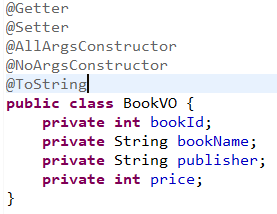 @Getter
@Setter
@AllArgsConstructor
@NoArgsConstructor
@ToString
public class BookVO {
    private int bookId;
    private String bookName;
    private String publisher;
    private int price;
}